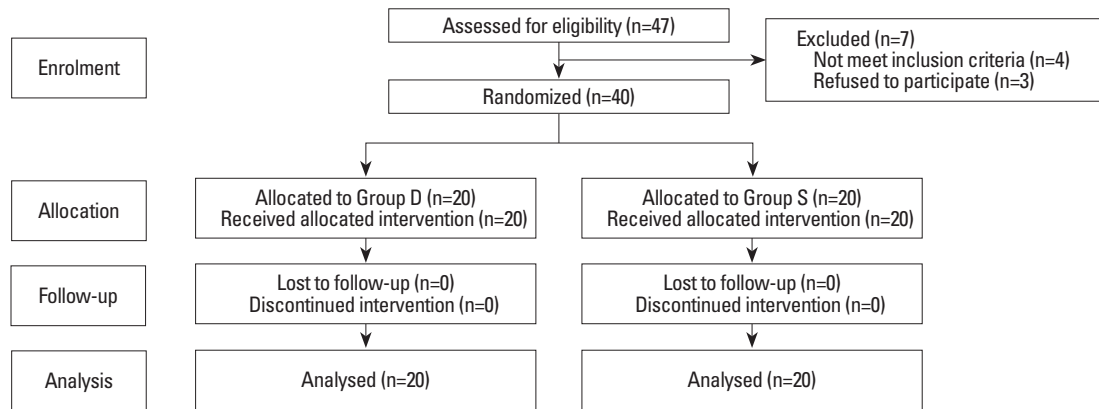 Assessed for eligibility (n=47)
Enrolment
Excluded (n=7)
Not meet inclusion criteria (n=4)
Refused to participate (n=3)
Randomized (n=40)
Allocation
Allocated to Group D (n=20)
Received allocated intervention (n=20)
Allocated to Group S (n=20)
Received allocated intervention (n=20)
Follow-up
Lost to follow-up (n=0)
Discontinued intervention (n=0)
Lost to follow-up (n=0)
Discontinued intervention (n=0)
Analysis
Analysed (n=20)
Analysed (n=20)